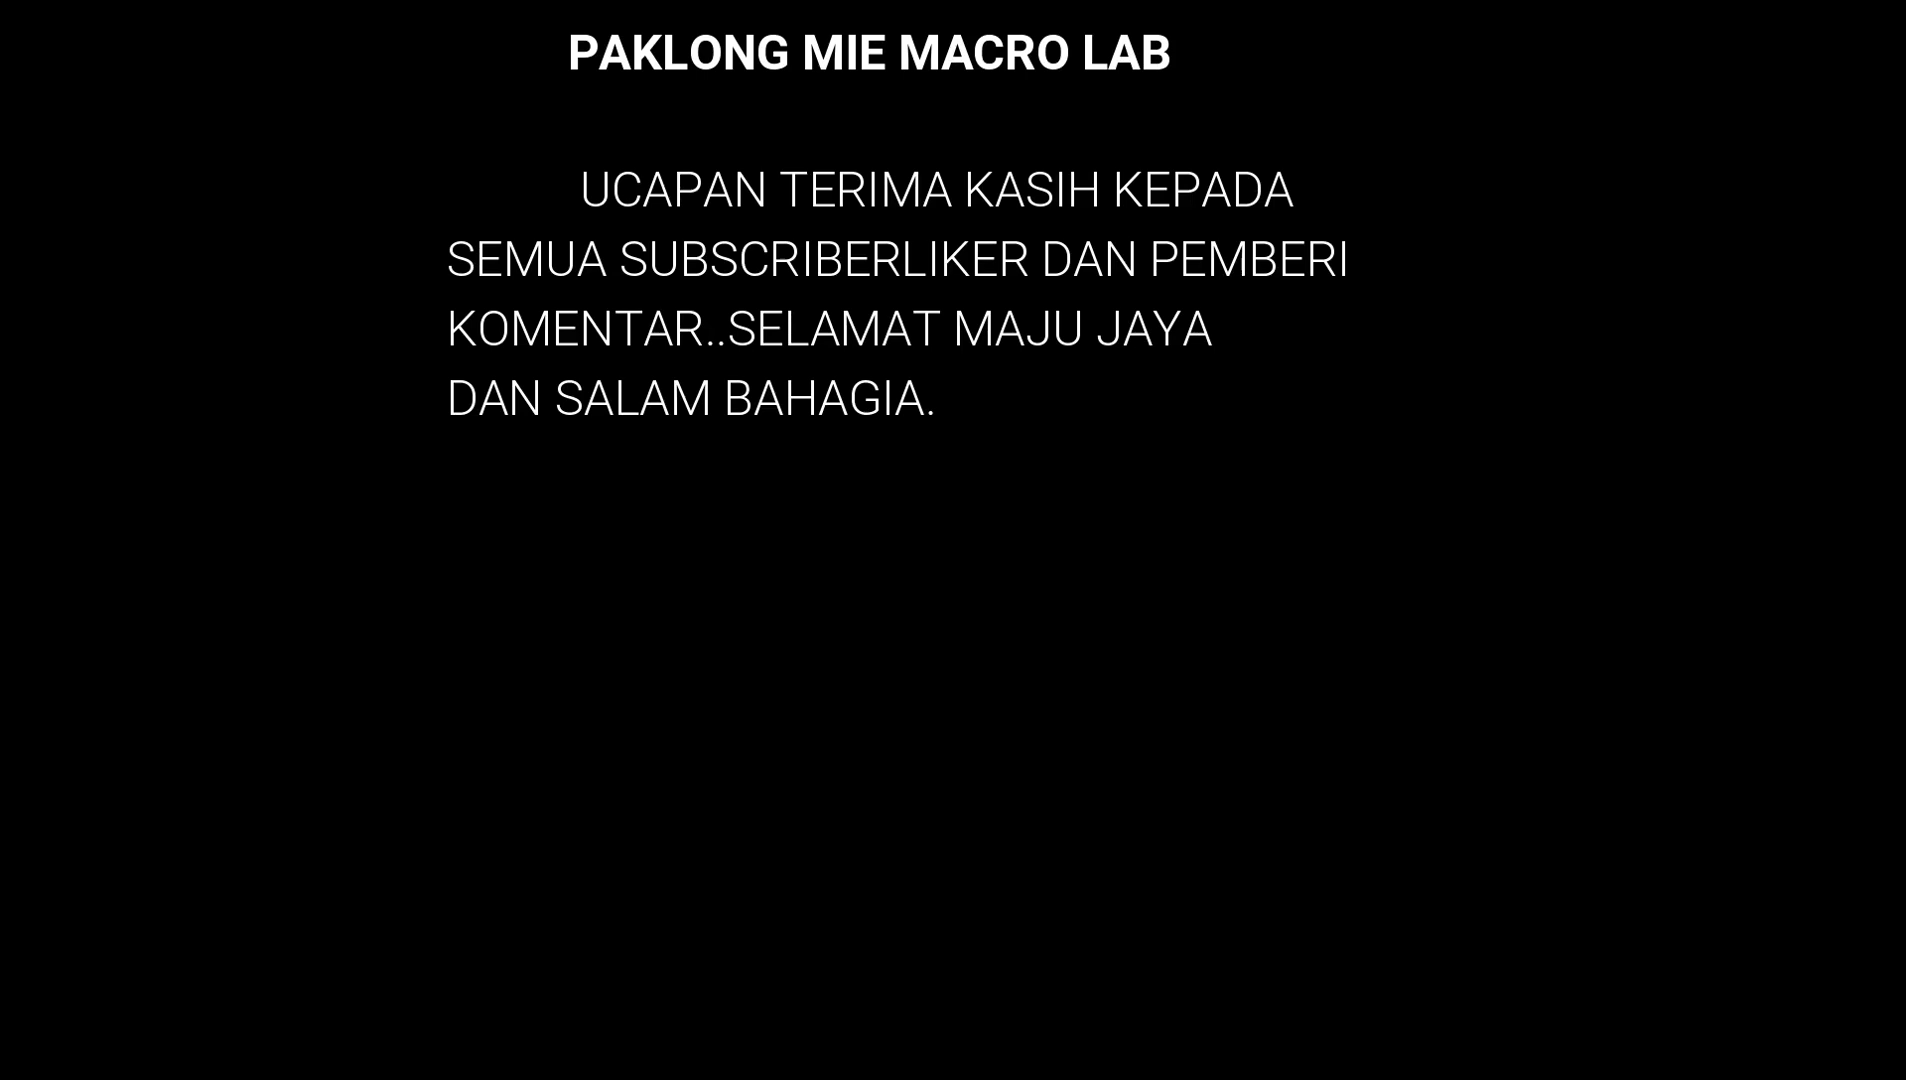 PAKLONG MIE MACRO LAB
UCAPAN TERIMA KASIH KEPADA
SEMUA SUBSCRIBERLIKER DAN PEMBERI
KOMENTAR..SELAMAT MAJU JAYA
DAN SALAM BAHAGIA.